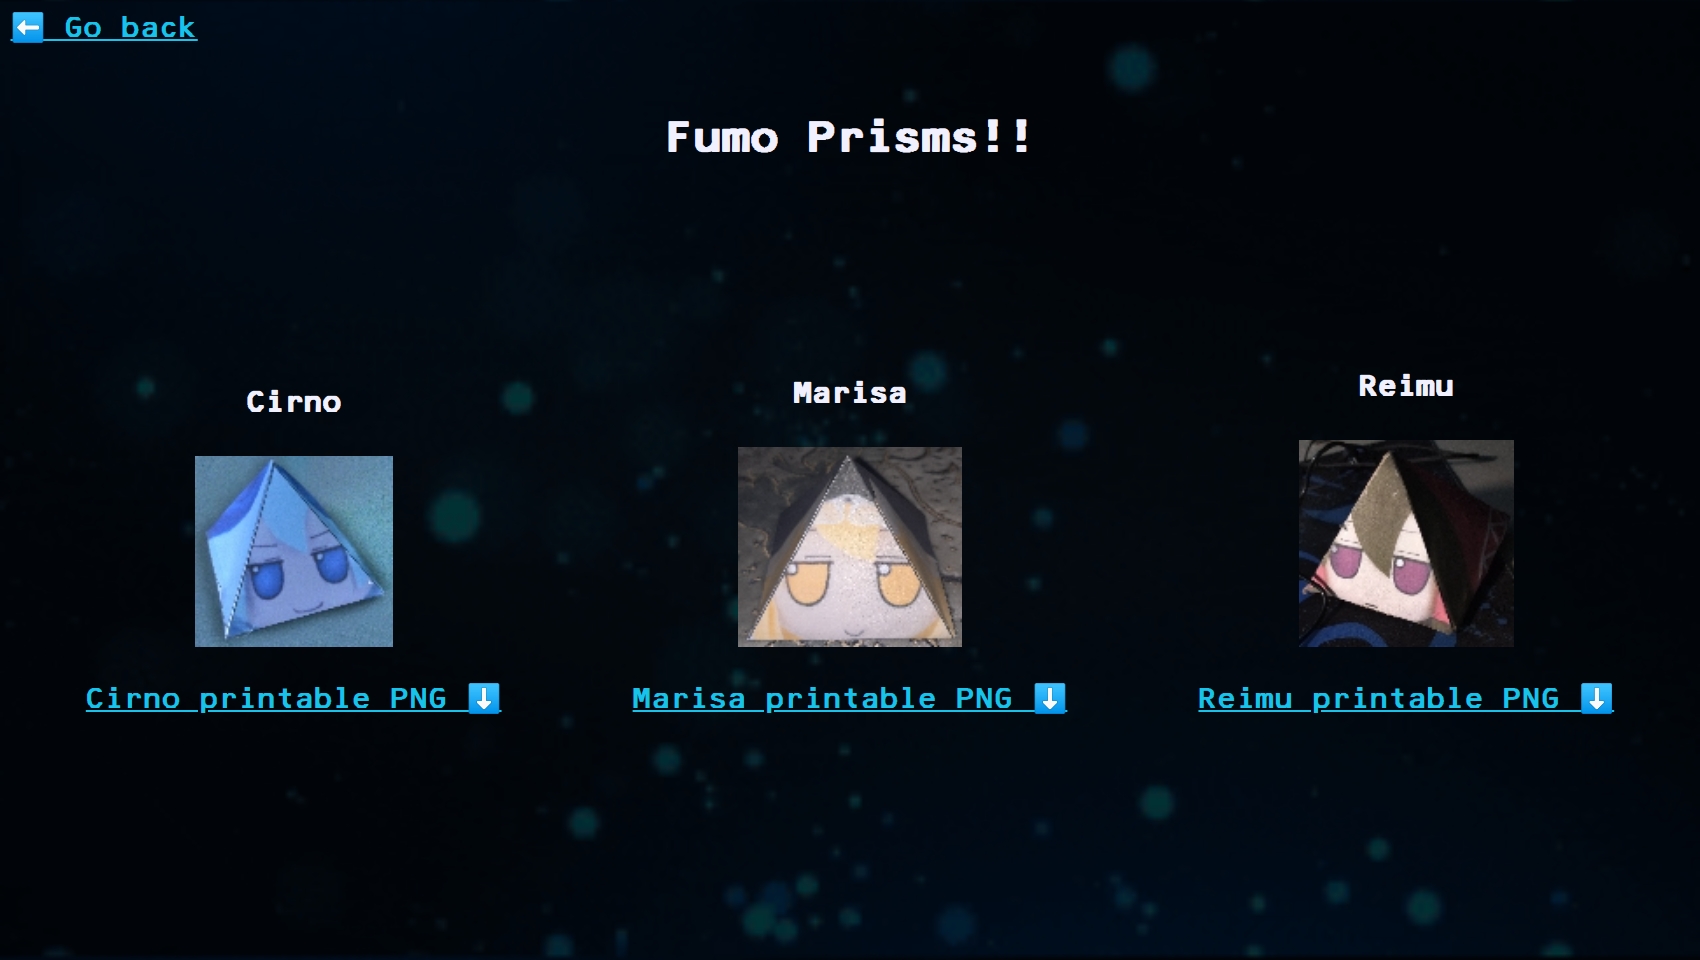 ⬅ Go back
Fumo Prisms!!
Cirno
Marisa
Reimu
Cirno printable PNG ⬇
Marisa printable PNG ⬇
Reimu printable PNG ⬇